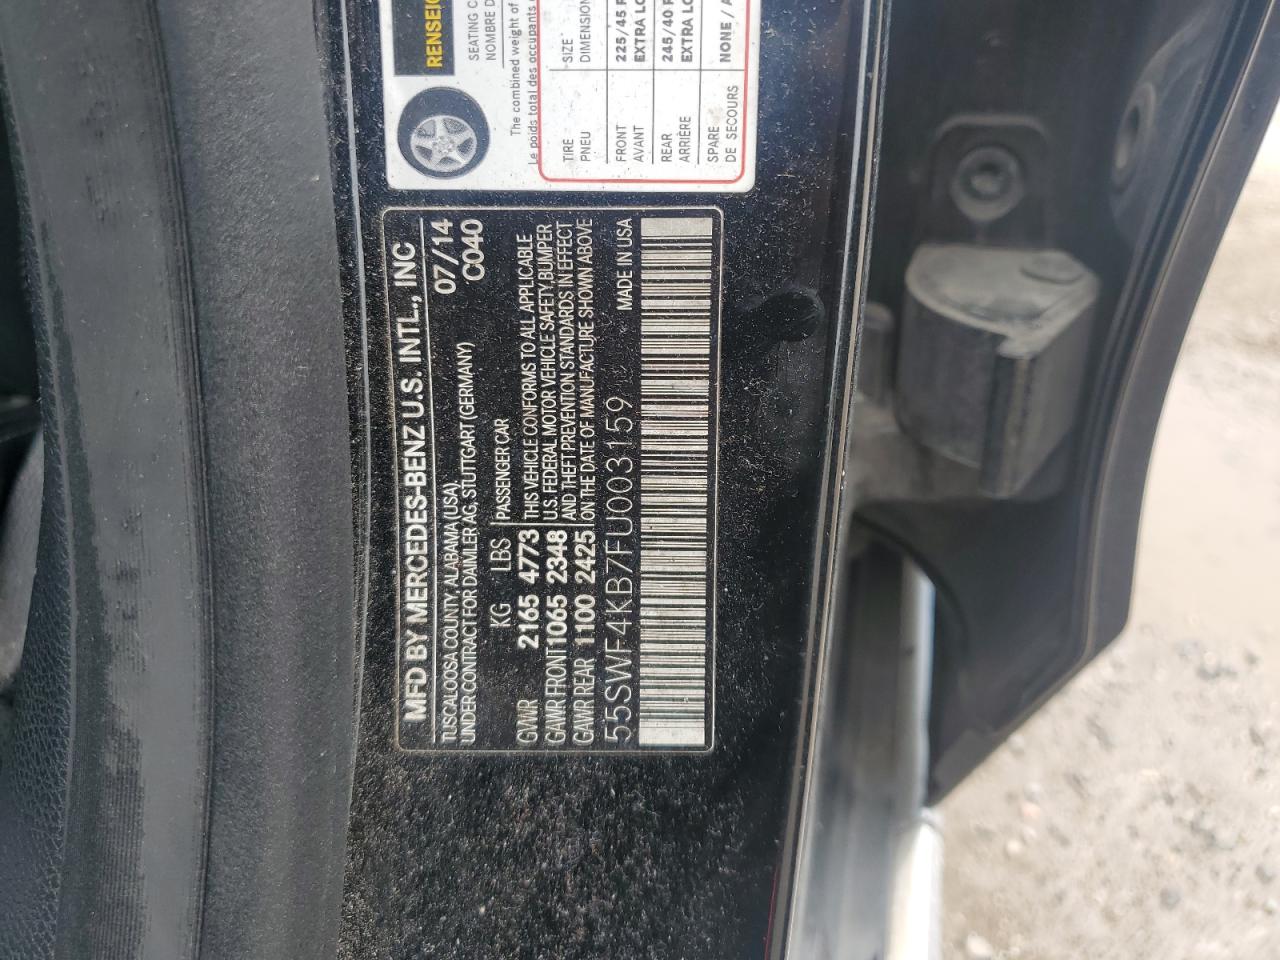 RENSEIG
SEATING C
NOMBRE D
The combined weight of
Le poids total des occupants
TIRE SIZE
PNEU DIMENSION
FRONT 225/45 R
AVANT EXTRA LO
REAR 245/40 R
ARRIÈRE EXTRA LO
SPARE NONE / A
DE SECOURS
MFD BY MERCEDES-BENZ U.S. INTL., INC
TUSCALOOSA COUNTY, ALABAMA (USA) 07/14
UNDER CONTRACT FOR DAIMLER AG, STUTTGART (GERMANY) C040
KG LBS PASSENGER CAR
GVWR 2165 4773 THIS VEHICLE CONFORMS TO ALL APPLICABLE
GAWR FRONT 1065 2348 U.S. FEDERAL MOTOR VEHICLE SAFETY, BUMPER
GAWR REAR 1100 2425 AND THEFT PREVENTION STANDARDS IN EFFECT
ON THE DATE OF MANUFACTURE SHOWN ABOVE
55SWF4KB7FU003159 MADE IN USA